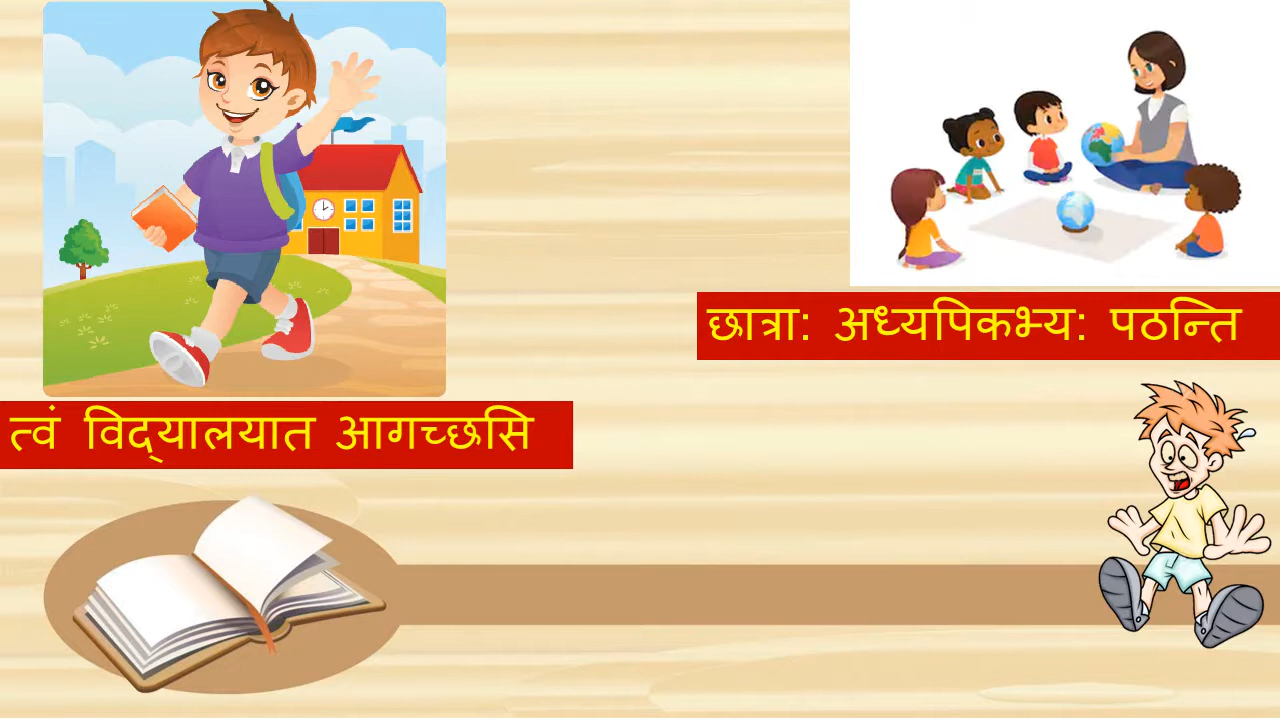 छात्रा: अध्यपिकभ्य: पठन्ति
त्वं विद्‌यालयात आगच्छसि